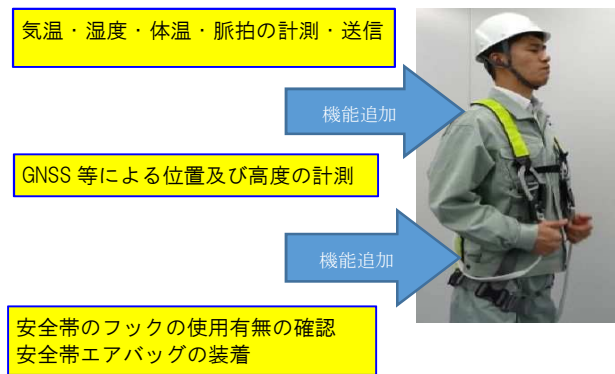 気温・湿度・体温・脈拍の計測・送信
機能追加
GNSS 等による位置及び高度の計測
機能追加
安全帯のフックの使用有無の確認
安全帯エアバッグの装着